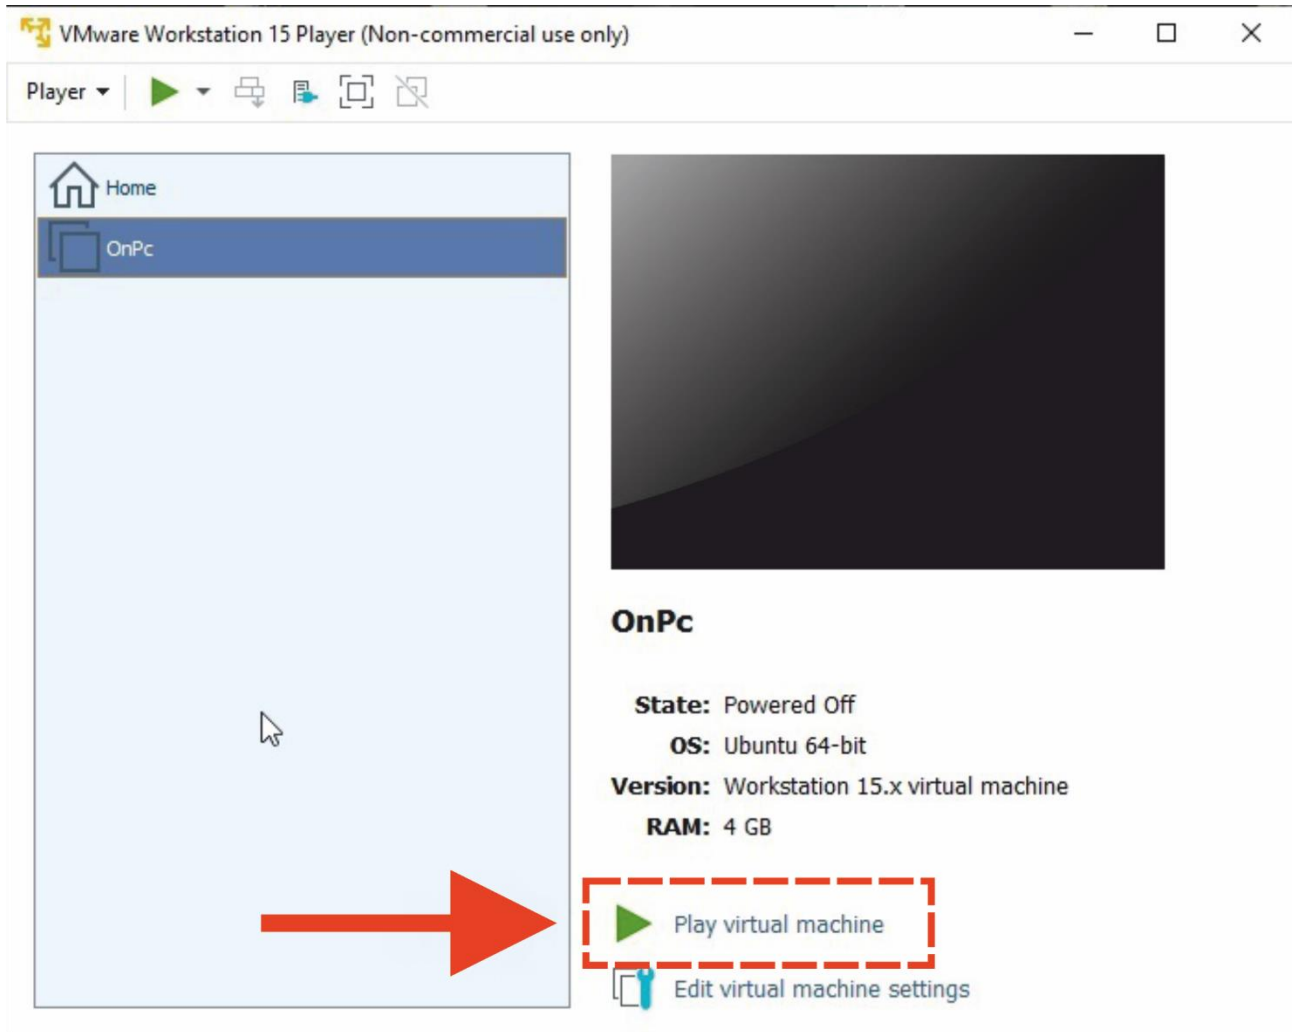 VMware Workstation 15 Player (Non-commercial use only)
Player
Home
OnPc
OnPc
State: Powered Off
OS: Ubuntu 64-bit
Version: Workstation 15.x virtual machine
RAM: 4 GB
Play virtual machine
Edit virtual machine settings